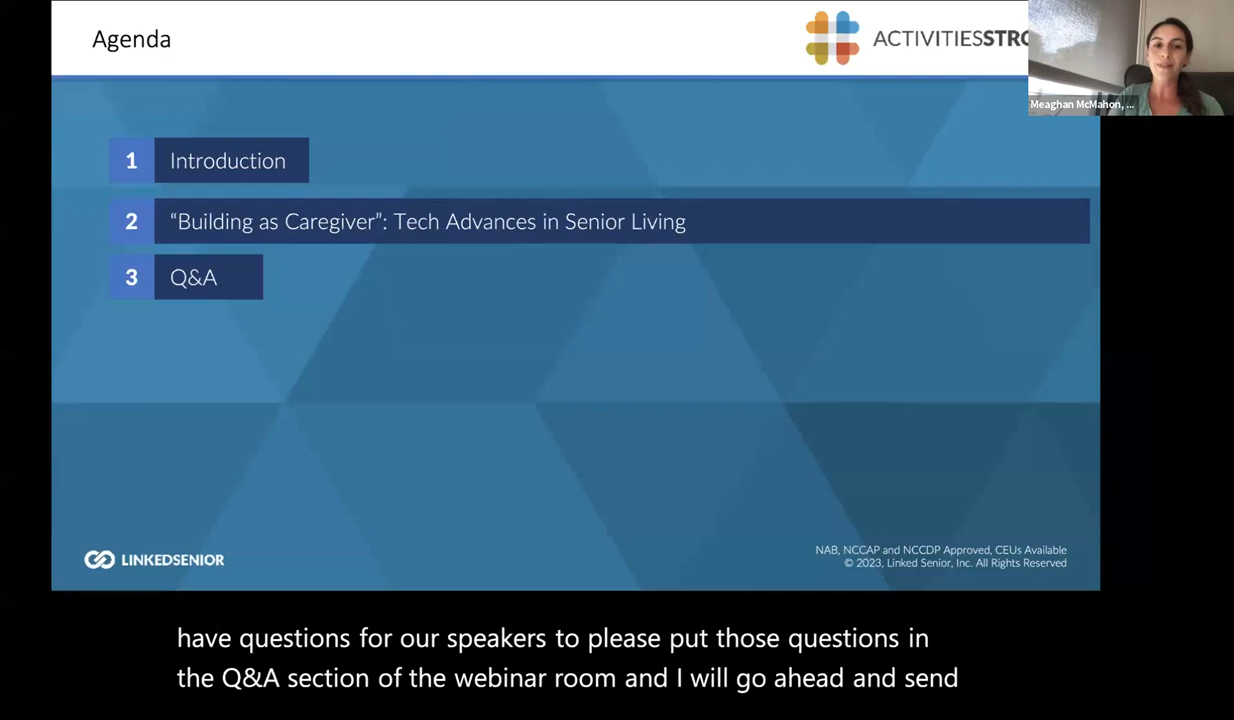 Agenda
ACTIVITIESSTRO
Meaghan McMahon, ...
1 Introduction
2 “Building as Caregiver”: Tech Advances in Senior Living
3 Q&A
LINKEDSENIOR
NAB, NCCAP and NCCDP Approved, CEUs Available
© 2023, Linked Senior, Inc. All Rights Reserved
have questions for our speakers to please put those questions in
the Q&A section of the webinar room and I will go ahead and send